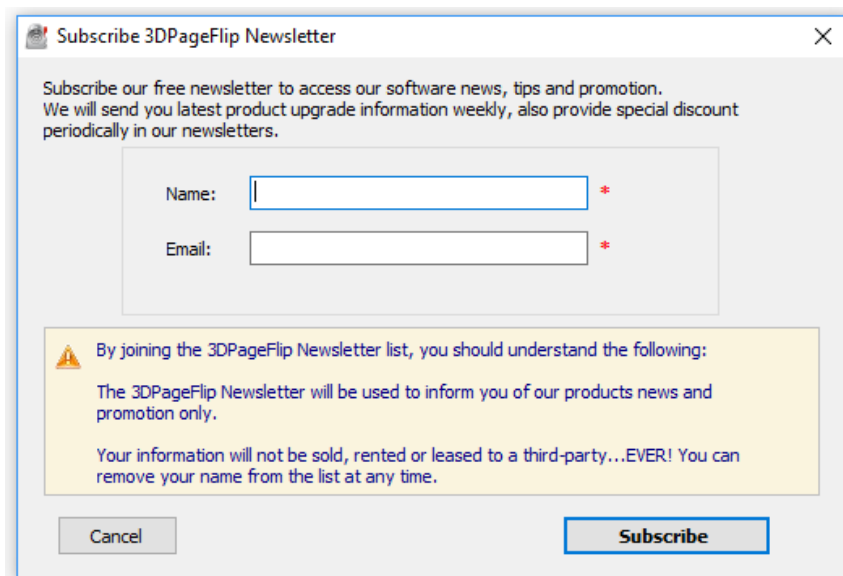 Subscribe 3DPageFlip Newsletter
Subscribe our free newsletter to access our software news, tips and promotion.
We will send you latest product upgrade information weekly, also provide special discount
periodically in our newsletters.
Name: *
Email: *
By joining the 3DPageFlip Newsletter list, you should understand the following:
The 3DPageFlip Newsletter will be used to inform you of our products news and
promotion only.
Your information will not be sold, rented or leased to a third-party...EVER! You can
remove your name from the list at any time.
Cancel Subscribe